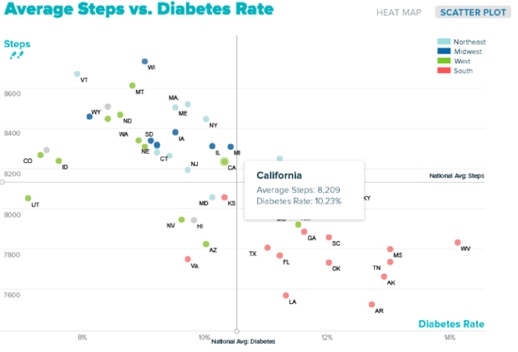 Average Steps vs. Diabetes Rate
HEAT MAP
SCATTER PLOT
Steps
Northeast
Midwest
West
South
WI
VT
MT
8600
WY
ND
MA
ME
NY
8400
WA
SD
IA
NE
CT
IL
MI
CO
ID
NJ
CA
8200
National Avg: Steps
California
Average Steps: 8,209
Diabetes Rate: 10.23%
UT
MD
KS
KY
8000
NV
HI
GA
SC
AZ
TX
WV
7800
VA
FL
OK
MS
TN
AK
7600
LA
AR
Diabetes Rate
8%
10%
12%
14%
National Avg: Diabetes